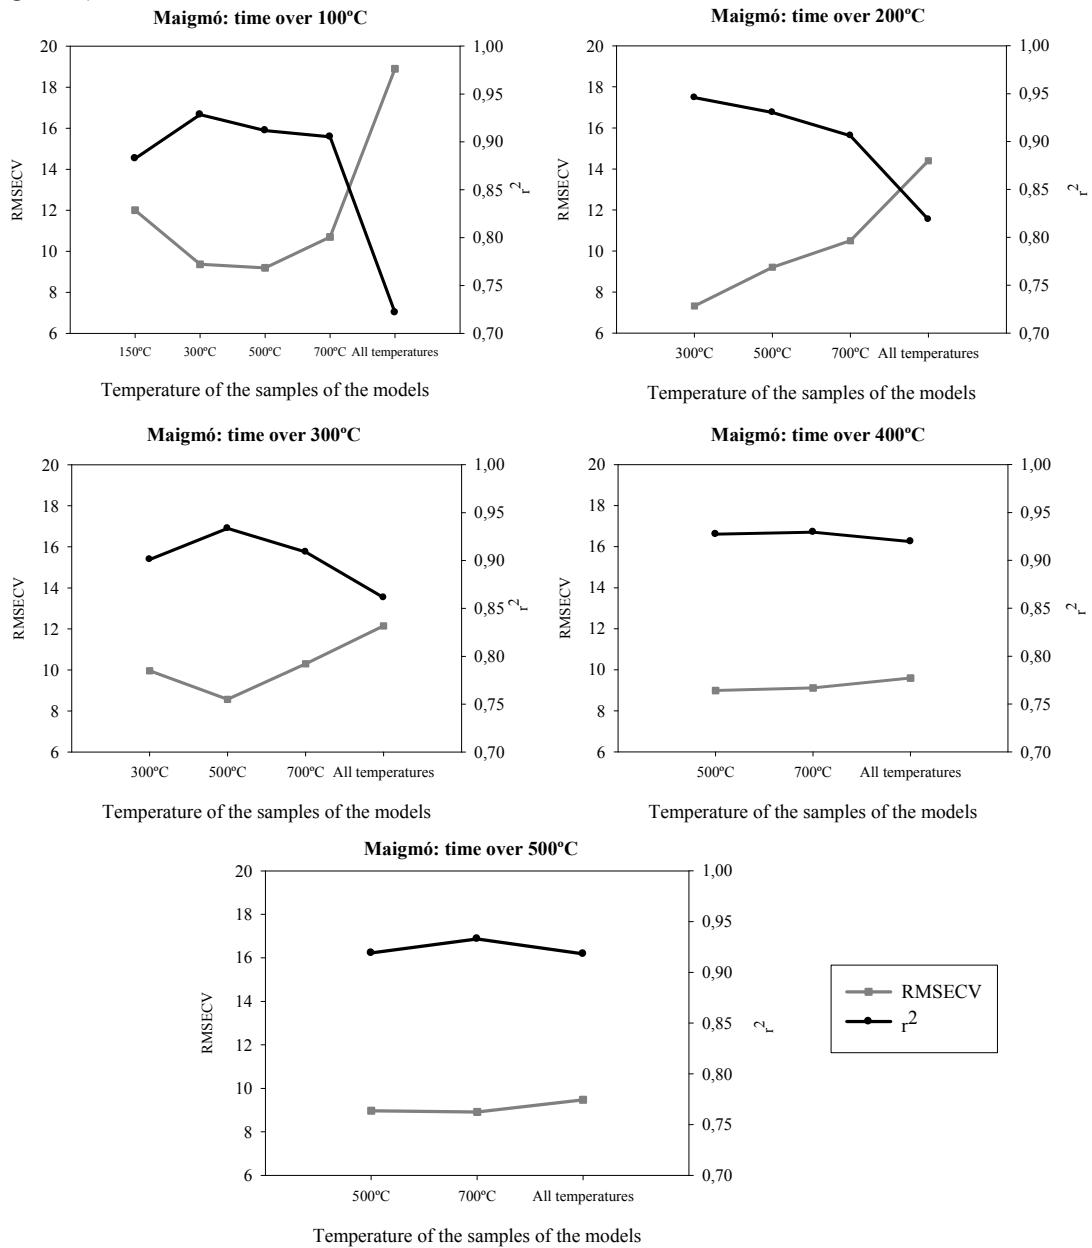 Maigmó: time over 100ºC
20
18
16
14
12
10
8
6
RMSECV
1,00
0,95
0,90
0,85
0,80
0,75
0,70
r2
150ºC 300ºC 500ºC 700ºC All temperatures
Temperature of the samples of the models
Maigmó: time over 200ºC
20
18
16
14
12
10
8
6
RMSECV
1,00
0,95
0,90
0,85
0,80
0,75
0,70
r2
300ºC 500ºC 700ºC All temperatures
Temperature of the samples of the models
Maigmó: time over 300ºC
20
18
16
14
12
10
8
6
RMSECV
1,00
0,95
0,90
0,85
0,80
0,75
0,70
r2
300ºC 500ºC 700ºC All temperatures
Temperature of the samples of the models
Maigmó: time over 400ºC
20
18
16
14
12
10
8
6
RMSECV
1,00
0,95
0,90
0,85
0,80
0,75
0,70
r2
500ºC 700ºC All temperatures
Temperature of the samples of the models
Maigmó: time over 500ºC
20
18
16
14
12
10
8
6
RMSECV
1,00
0,95
0,90
0,85
0,80
0,75
0,70
r2
500ºC 700ºC All temperatures
Temperature of the samples of the models
RMSECV
r2